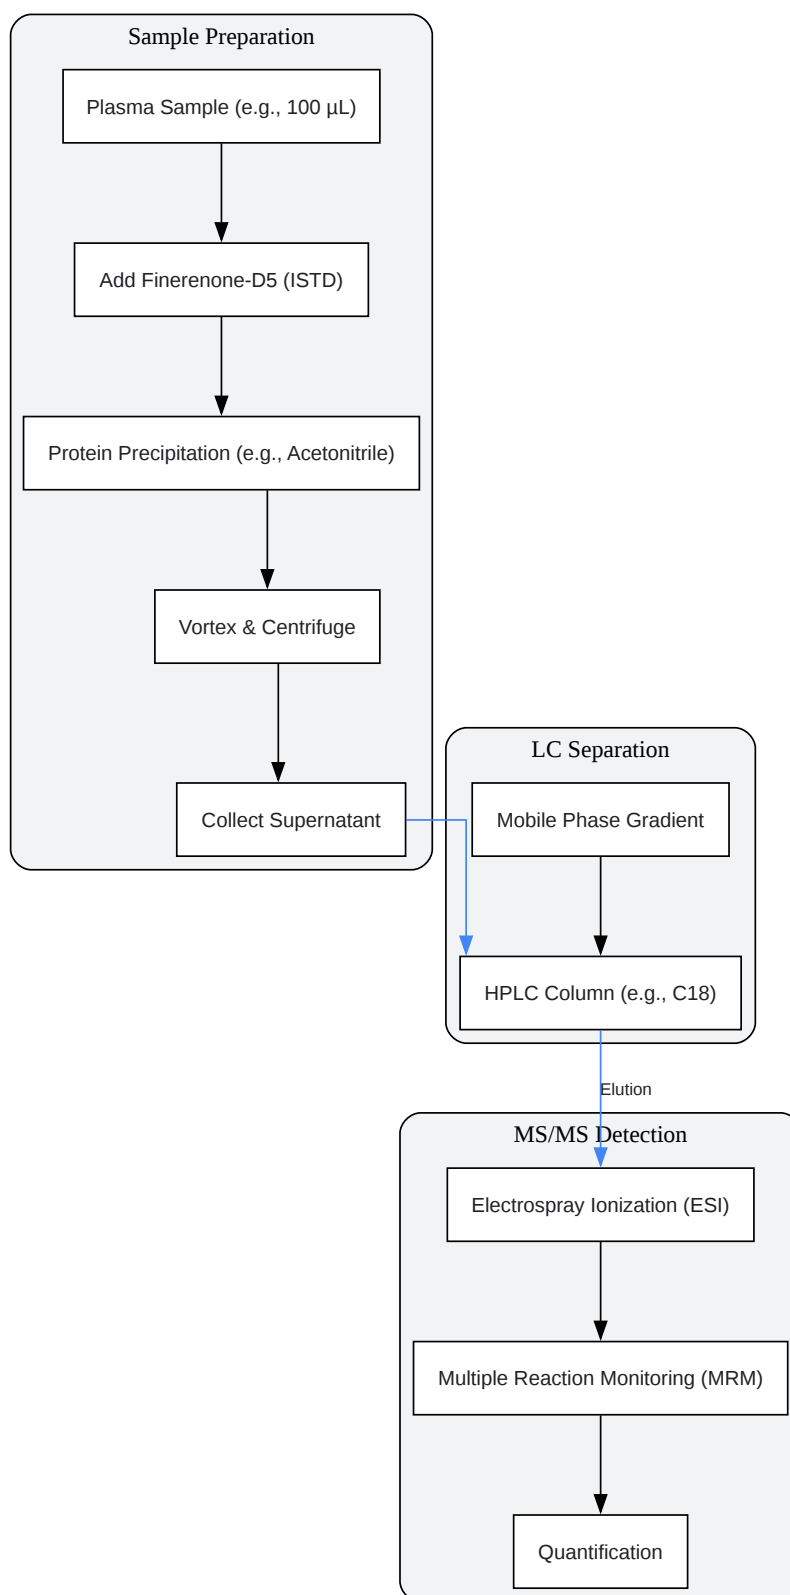 Sample Preparation
Plasma Sample (e.g., 100 µL)
Add Finerenone-D5 (ISTD)
Protein Precipitation (e.g., Acetonitrile)
Vortex & Centrifuge
Collect Supernatant
LC Separation
Mobile Phase Gradient
HPLC Column (e.g., C18)
Elution
MS/MS Detection
Electrospray Ionization (ESI)
Multiple Reaction Monitoring (MRM)
Quantification